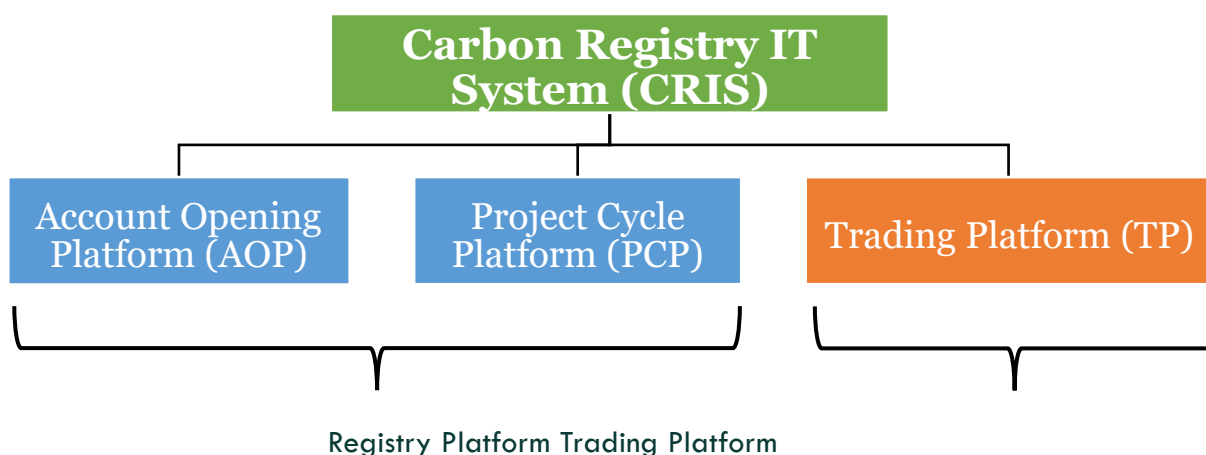 Carbon Registry IT
System (CRIS)
Account Opening
Platform (AOP)
Project Cycle
Platform (PCP)
Trading Platform (TP)
Registry Platform Trading Platform